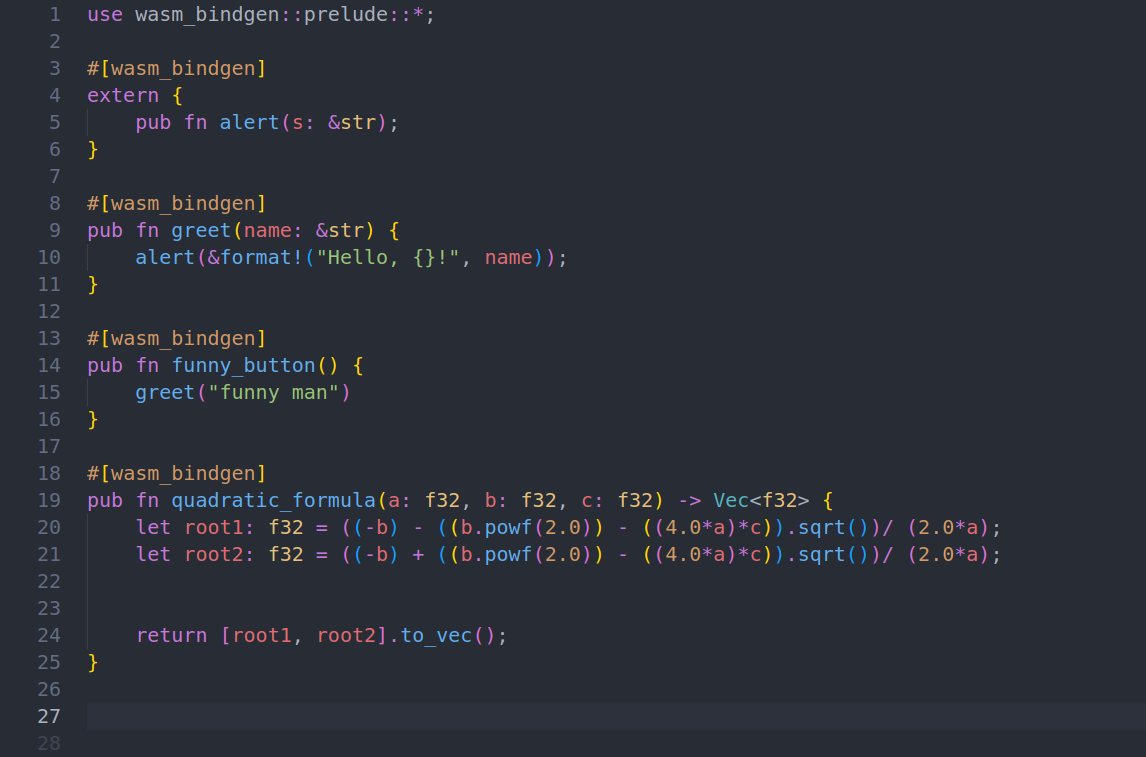 1 use wasm_bindgen::prelude::*;
2
3 #[wasm_bindgen]
4 extern {
5     pub fn alert(s: &str);
6 }
7
8 #[wasm_bindgen]
9 pub fn greet(name: &str) {
10     alert(&format!("Hello, {}!", name));
11 }
12
13 #[wasm_bindgen]
14 pub fn funny_button() {
15     greet("funny man")
16 }
17
18 #[wasm_bindgen]
19 pub fn quadratic_formula(a: f32, b: f32, c: f32) -> Vec<f32> {
20     let root1: f32 = ((-b) - ((b.powf(2.0)) - ((4.0*a)*c)).sqrt())/ (2.0*a);
21     let root2: f32 = ((-b) + ((b.powf(2.0)) - ((4.0*a)*c)).sqrt())/ (2.0*a);
22
23
24     return [root1, root2].to_vec();
25 }
26
27
28